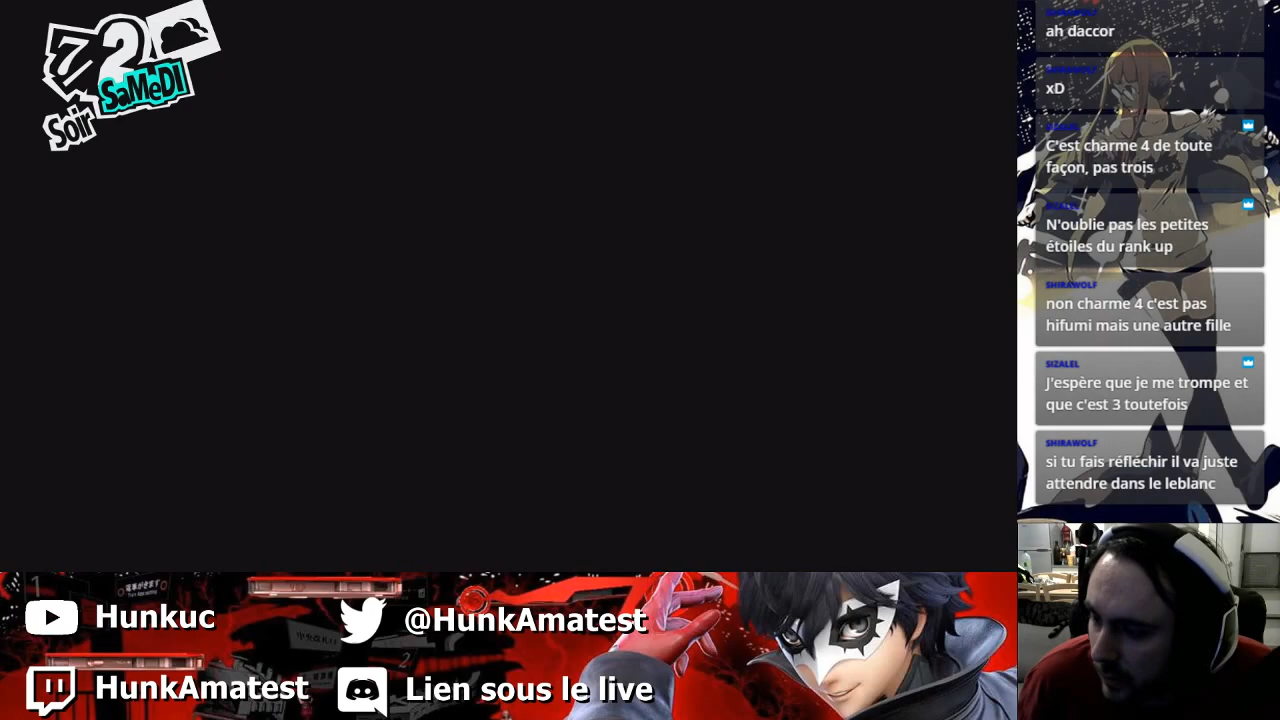 72
SaMeDI
Soir
ah daccor
xD
C'est charme 4 de toute
façon, pas trois
N'oublie pas les petites
étoiles du rank up
SHIRAWOLF
non charme 4 c'est pas
hifumi mais une autre fille
SIZALEL
J'espère que je me trompe et
que c'est 3 toutefois
SHIRAWOLF
si tu fais réfléchir il va juste
attendre dans le leblanc
Hunkuc
@HunkAmatest
HunkAmatest
Lien sous le live